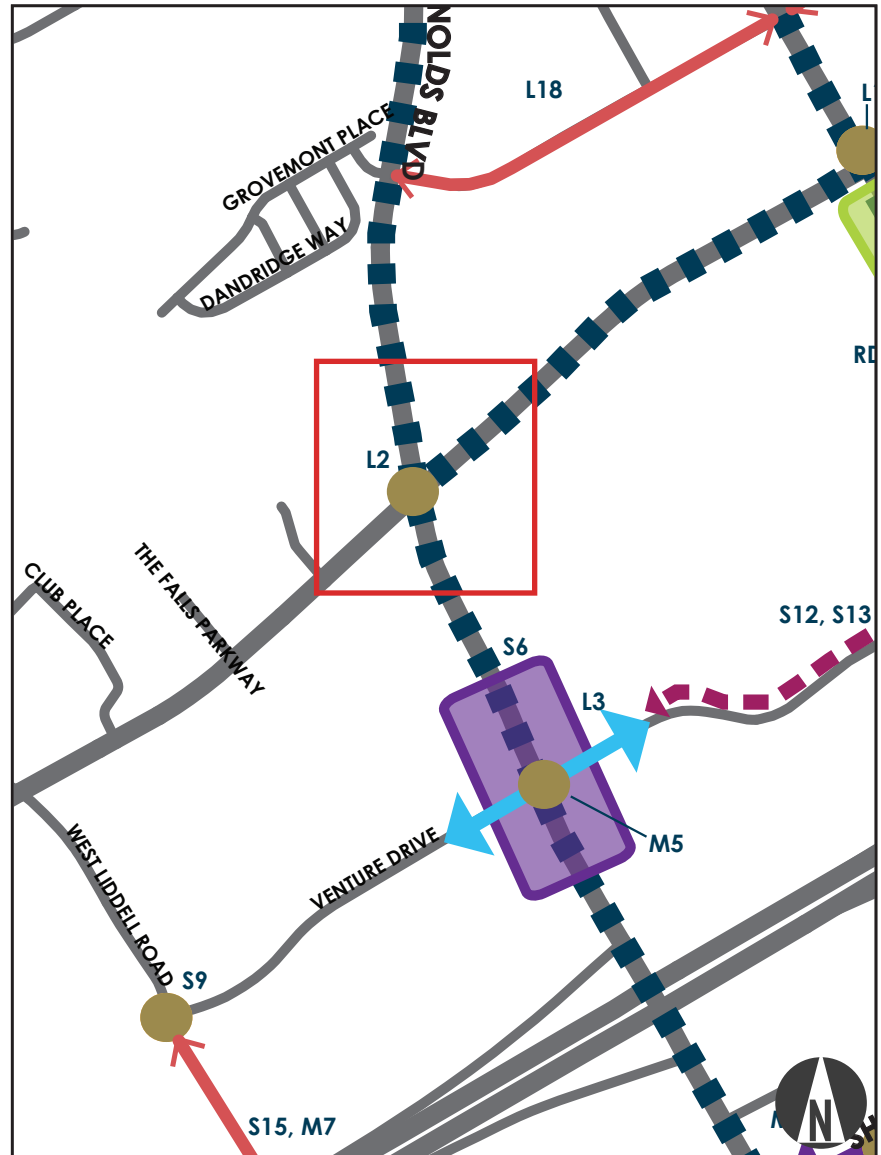 NOLDS BLVD
L18
L
GROVEMONT PLACE
DANDRIDGE WAY
RD
L2
CLUB PLACE
THE FALLS PARKWAY
S12, S13
S6
L3
M5
VENTURE DRIVE
WEST LIDDELL ROAD
S9
S15, M7
N
SH